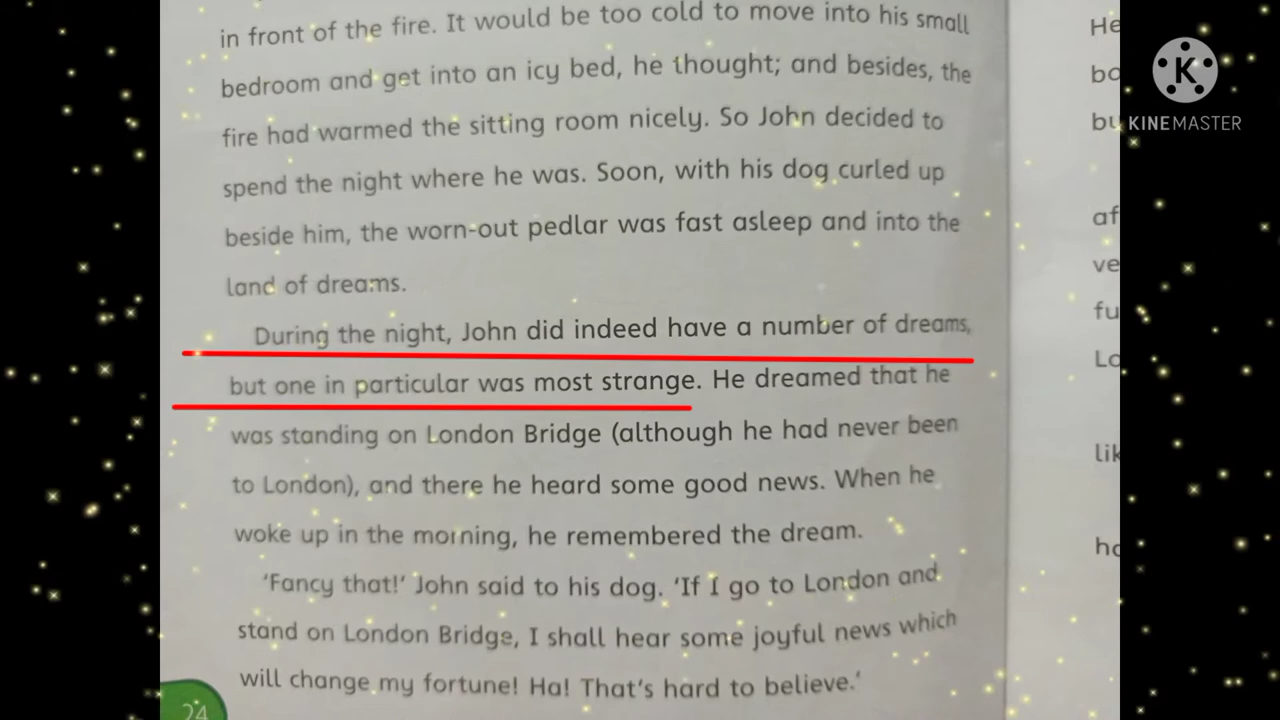 in front of the fire. It would be too cold to move into his small
bedroom and get into an icy bed, he thought; and besides, the
fire had warmed the sitting room nicely. So John decided to
spend the night where he was. Soon, with his dog curled up
beside him, the worn-out pedlar was fast asleep and into the
land of dreams.
During the night, John did indeed have a number of dreams,
but one in particular was most strange. He dreamed that he
was standing on London Bridge (although he had never been
to London), and there he heard some good news. When he
woke up in the morning, he remembered the dream.
‘Fancy that!’ John said to his dog. ‘If I go to London and
stand on London Bridge, I shall hear some joyful news which
will change my fortune! Ha! That's hard to believe.’
24
He
K
KINEMASTER